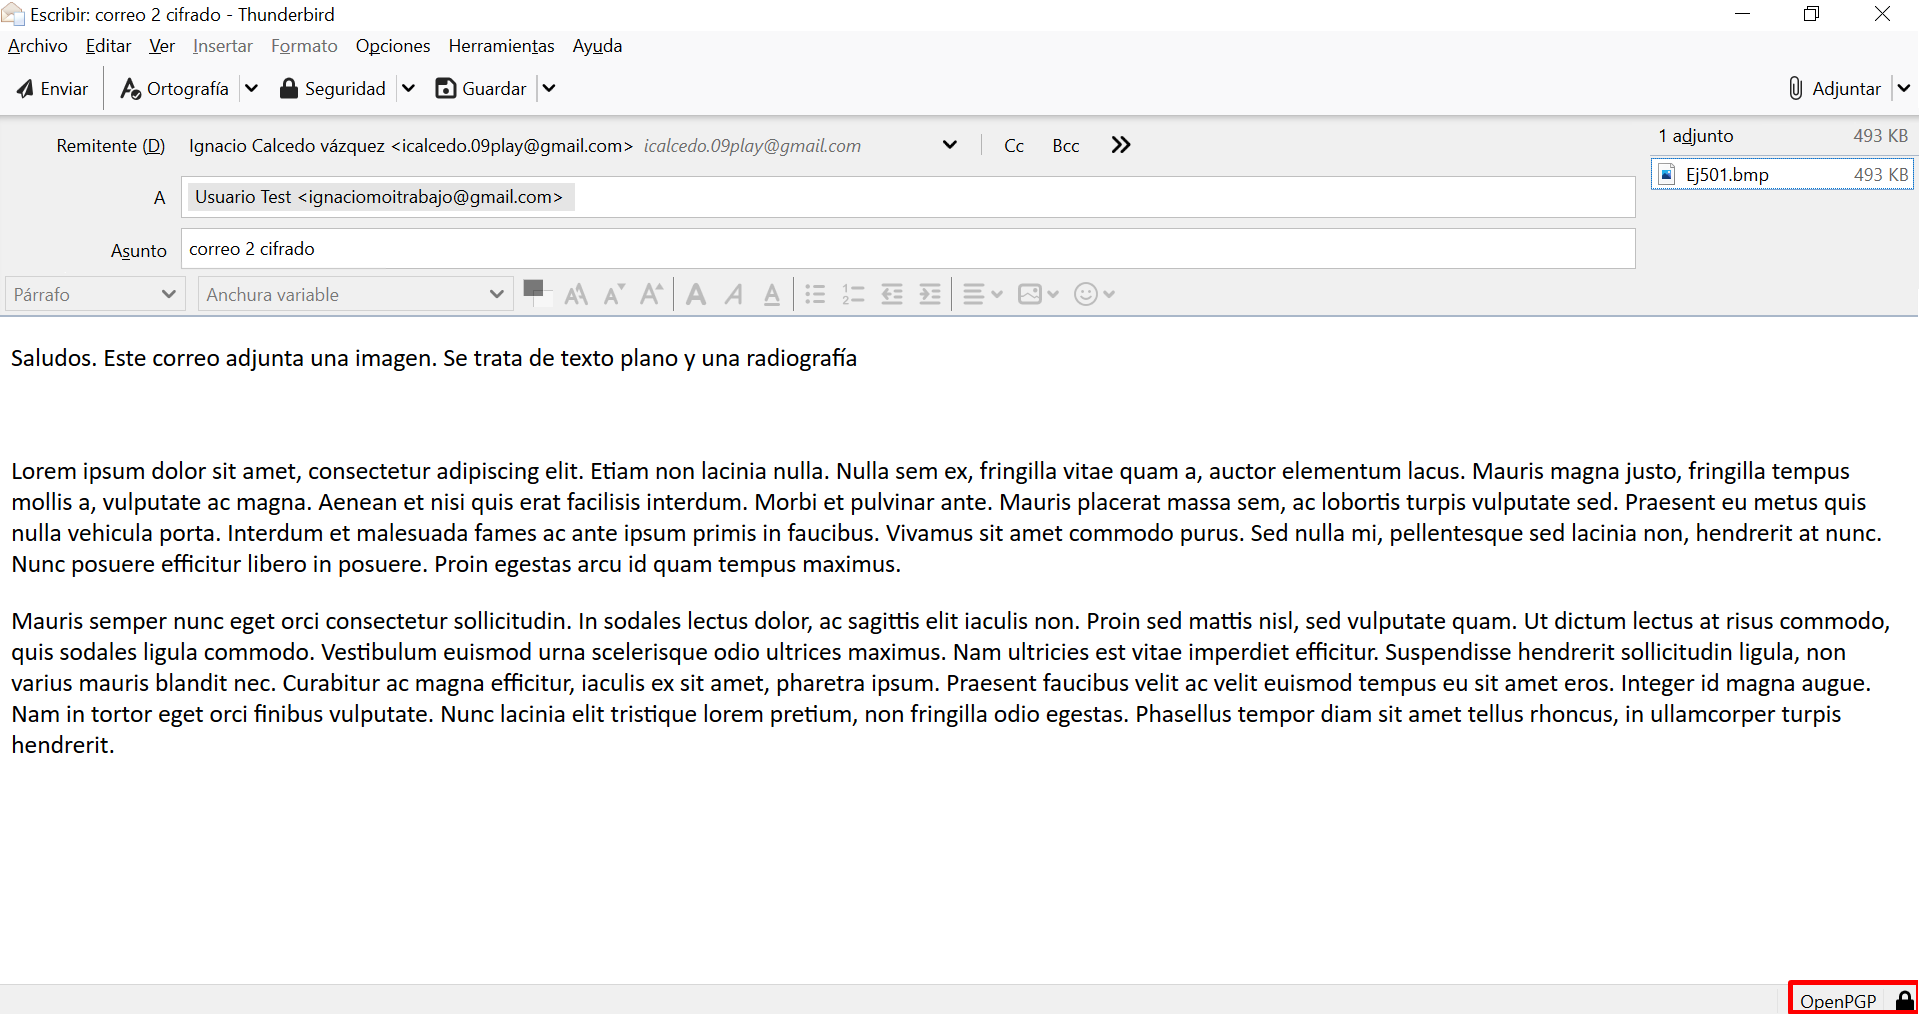 Escribir: correo 2 cifrado - Thunderbird
Archivo Editar Ver Insertar Formato Opciones Herramientas Ayuda
Enviar Ortografía Seguridad Guardar Adjuntar
Remitente (D) Ignacio Calcedo vázquez <icalcedo.09play@gmail.com> icalcedo.09play@gmail.com Cc Bcc
1 adjunto 493 KB
Ej501.bmp 493 KB
A Usuario Test <ignaciomoitrabajo@gmail.com>
Asunto correo 2 cifrado
Párrafo Anchura variable
Saludos. Este correo adjunta una imagen. Se trata de texto plano y una radiografía
Lorem ipsum dolor sit amet, consectetur adipiscing elit. Etiam non lacinia nulla. Nulla sem ex, fringilla vitae quam a, auctor elementum lacus. Mauris magna justo, fringilla tempus
mollis a, vulputate ac magna. Aenean et nisi quis erat facilisis interdum. Morbi et pulvinar ante. Mauris placerat massa sem, ac lobortis turpis vulputate sed. Praesent eu metus quis
nulla vehicula porta. Interdum et malesuada fames ac ante ipsum primis in faucibus. Vivamus sit amet commodo purus. Sed nulla mi, pellentesque sed lacinia non, hendrerit at nunc.
Nunc posuere efficitur libero in posuere. Proin egestas arcu id quam tempus maximus.
Mauris semper nunc eget orci consectetur sollicitudin. In sodales lectus dolor, ac sagittis elit iaculis non. Proin sed mattis nisl, sed vulputate quam. Ut dictum lectus at risus commodo,
quis sodales ligula commodo. Vestibulum euismod urna scelerisque odio ultrices maximus. Nam ultricies est vitae imperdiet efficitur. Suspendisse hendrerit sollicitudin ligula, non
varius mauris blandit nec. Curabitur ac magna efficitur, iaculis ex sit amet, pharetra ipsum. Praesent faucibus velit ac velit euismod tempus eu sit amet eros. Integer id magna augue.
Nam in tortor eget orci finibus vulputate. Nunc lacinia elit tristique lorem pretium, non fringilla odio egestas. Phasellus tempor diam sit amet tellus rhoncus, in ullamcorper turpis
hendrerit.
OpenPGP